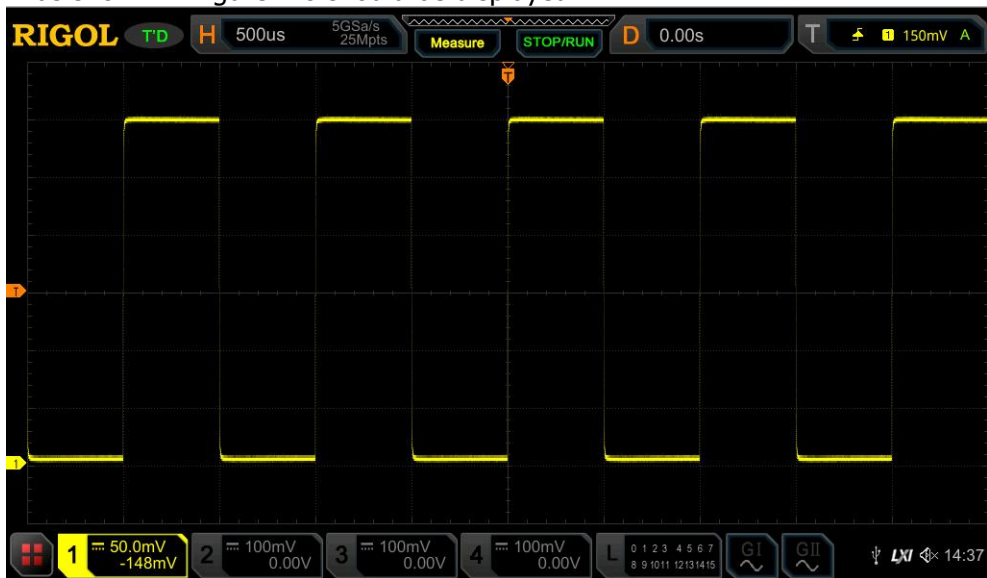 RIGOL T'D H 500us 5GSa/s 25Mpts Measure STOP/RUN D 0.00s T 1 150mV A
T
T
1
1 50.0mV -148mV 2 100mV 0.00V 3 100mV 0.00V 4 100mV 0.00V L 0 1 2 3 4 5 6 7 8 9 10 11 12 13 14 15 GI GII LXI 14:37